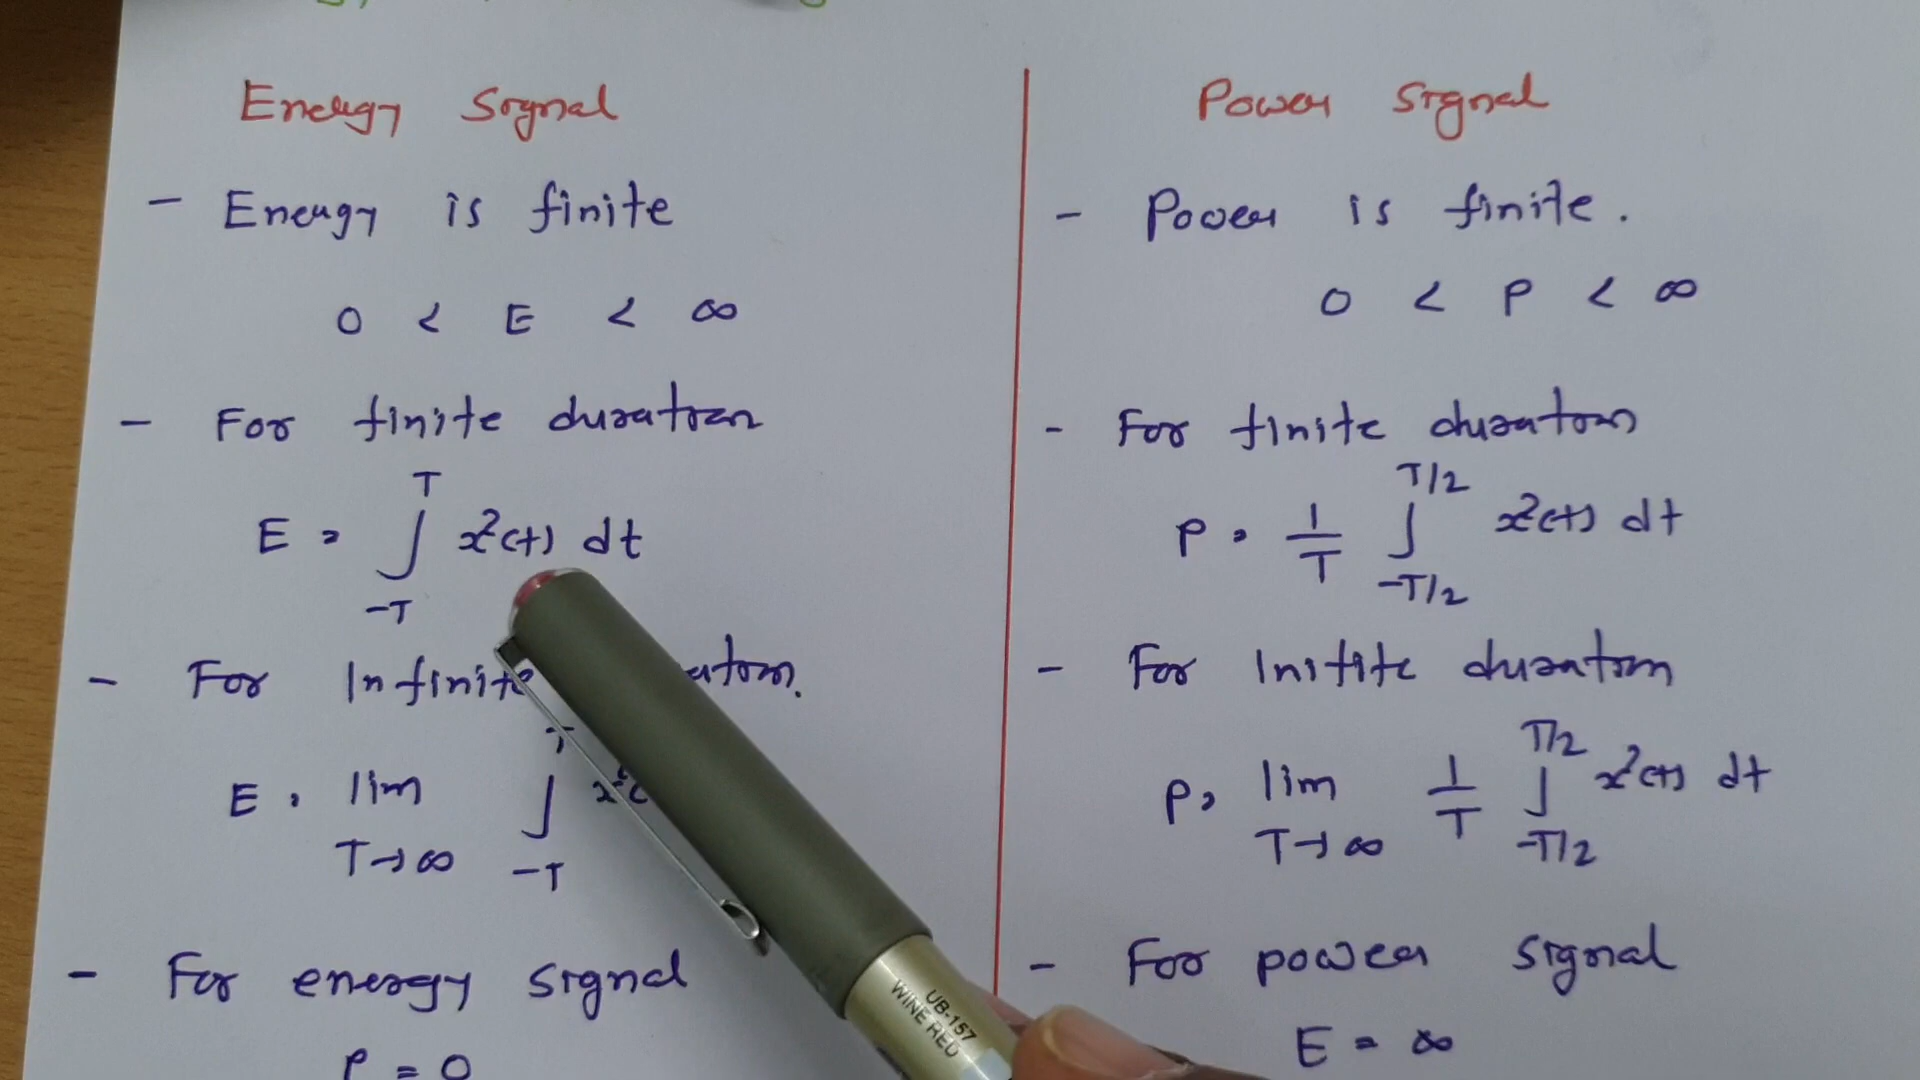 Energy Signal
- Energy is finite
0 < E < ∞
- For finite duration
T
E = ∫ x²(t) dt
-T
- For Infinite
T
E = lim ∫
T→∞ -T
- For energy signal
P = 0
Power Signal
- Power is finite.
0 < P < ∞
- For finite duration
T/2
P = 1/T ∫ x²(t) dt
-T/2
- For Inifite duration
T/2
P = lim 1/T ∫ x²(t) dt
T→∞ -T/2
- For power signal
E = ∞
UB-157
WINE RED